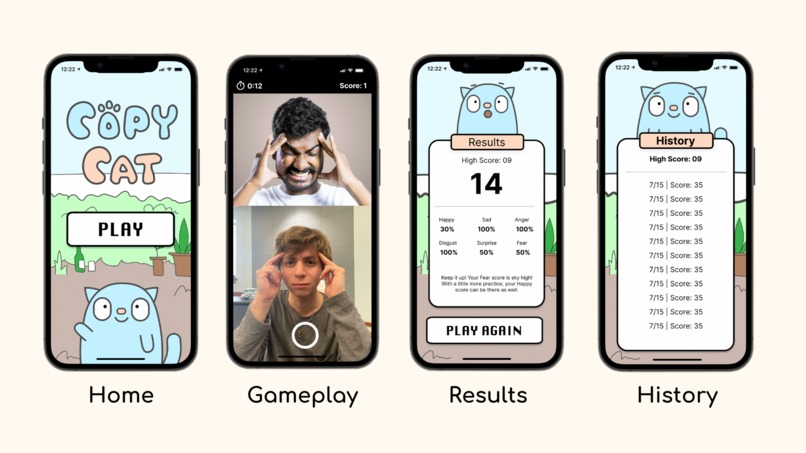 12:22
COPY
CAT
PLAY
Home
12:22
0:12 Score: 1
Gameplay
12:22
Results
High Score: 09
14
Happy Sad Anger
30% 100% 100%
Disgust Surprise Fear
100% 50% 50%
Keep it up! Your Fear score is sky high!
With a little more practice, your Happy
score can be there as well.
PLAY AGAIN
Results
12:22
History
High Score: 09
7/15 | Score: 35
7/15 | Score: 35
7/15 | Score: 35
7/15 | Score: 35
7/15 | Score: 35
7/15 | Score: 35
7/15 | Score: 35
7/15 | Score: 35
7/15 | Score: 35
7/15 | Score: 35
7/15 | Score: 35
History